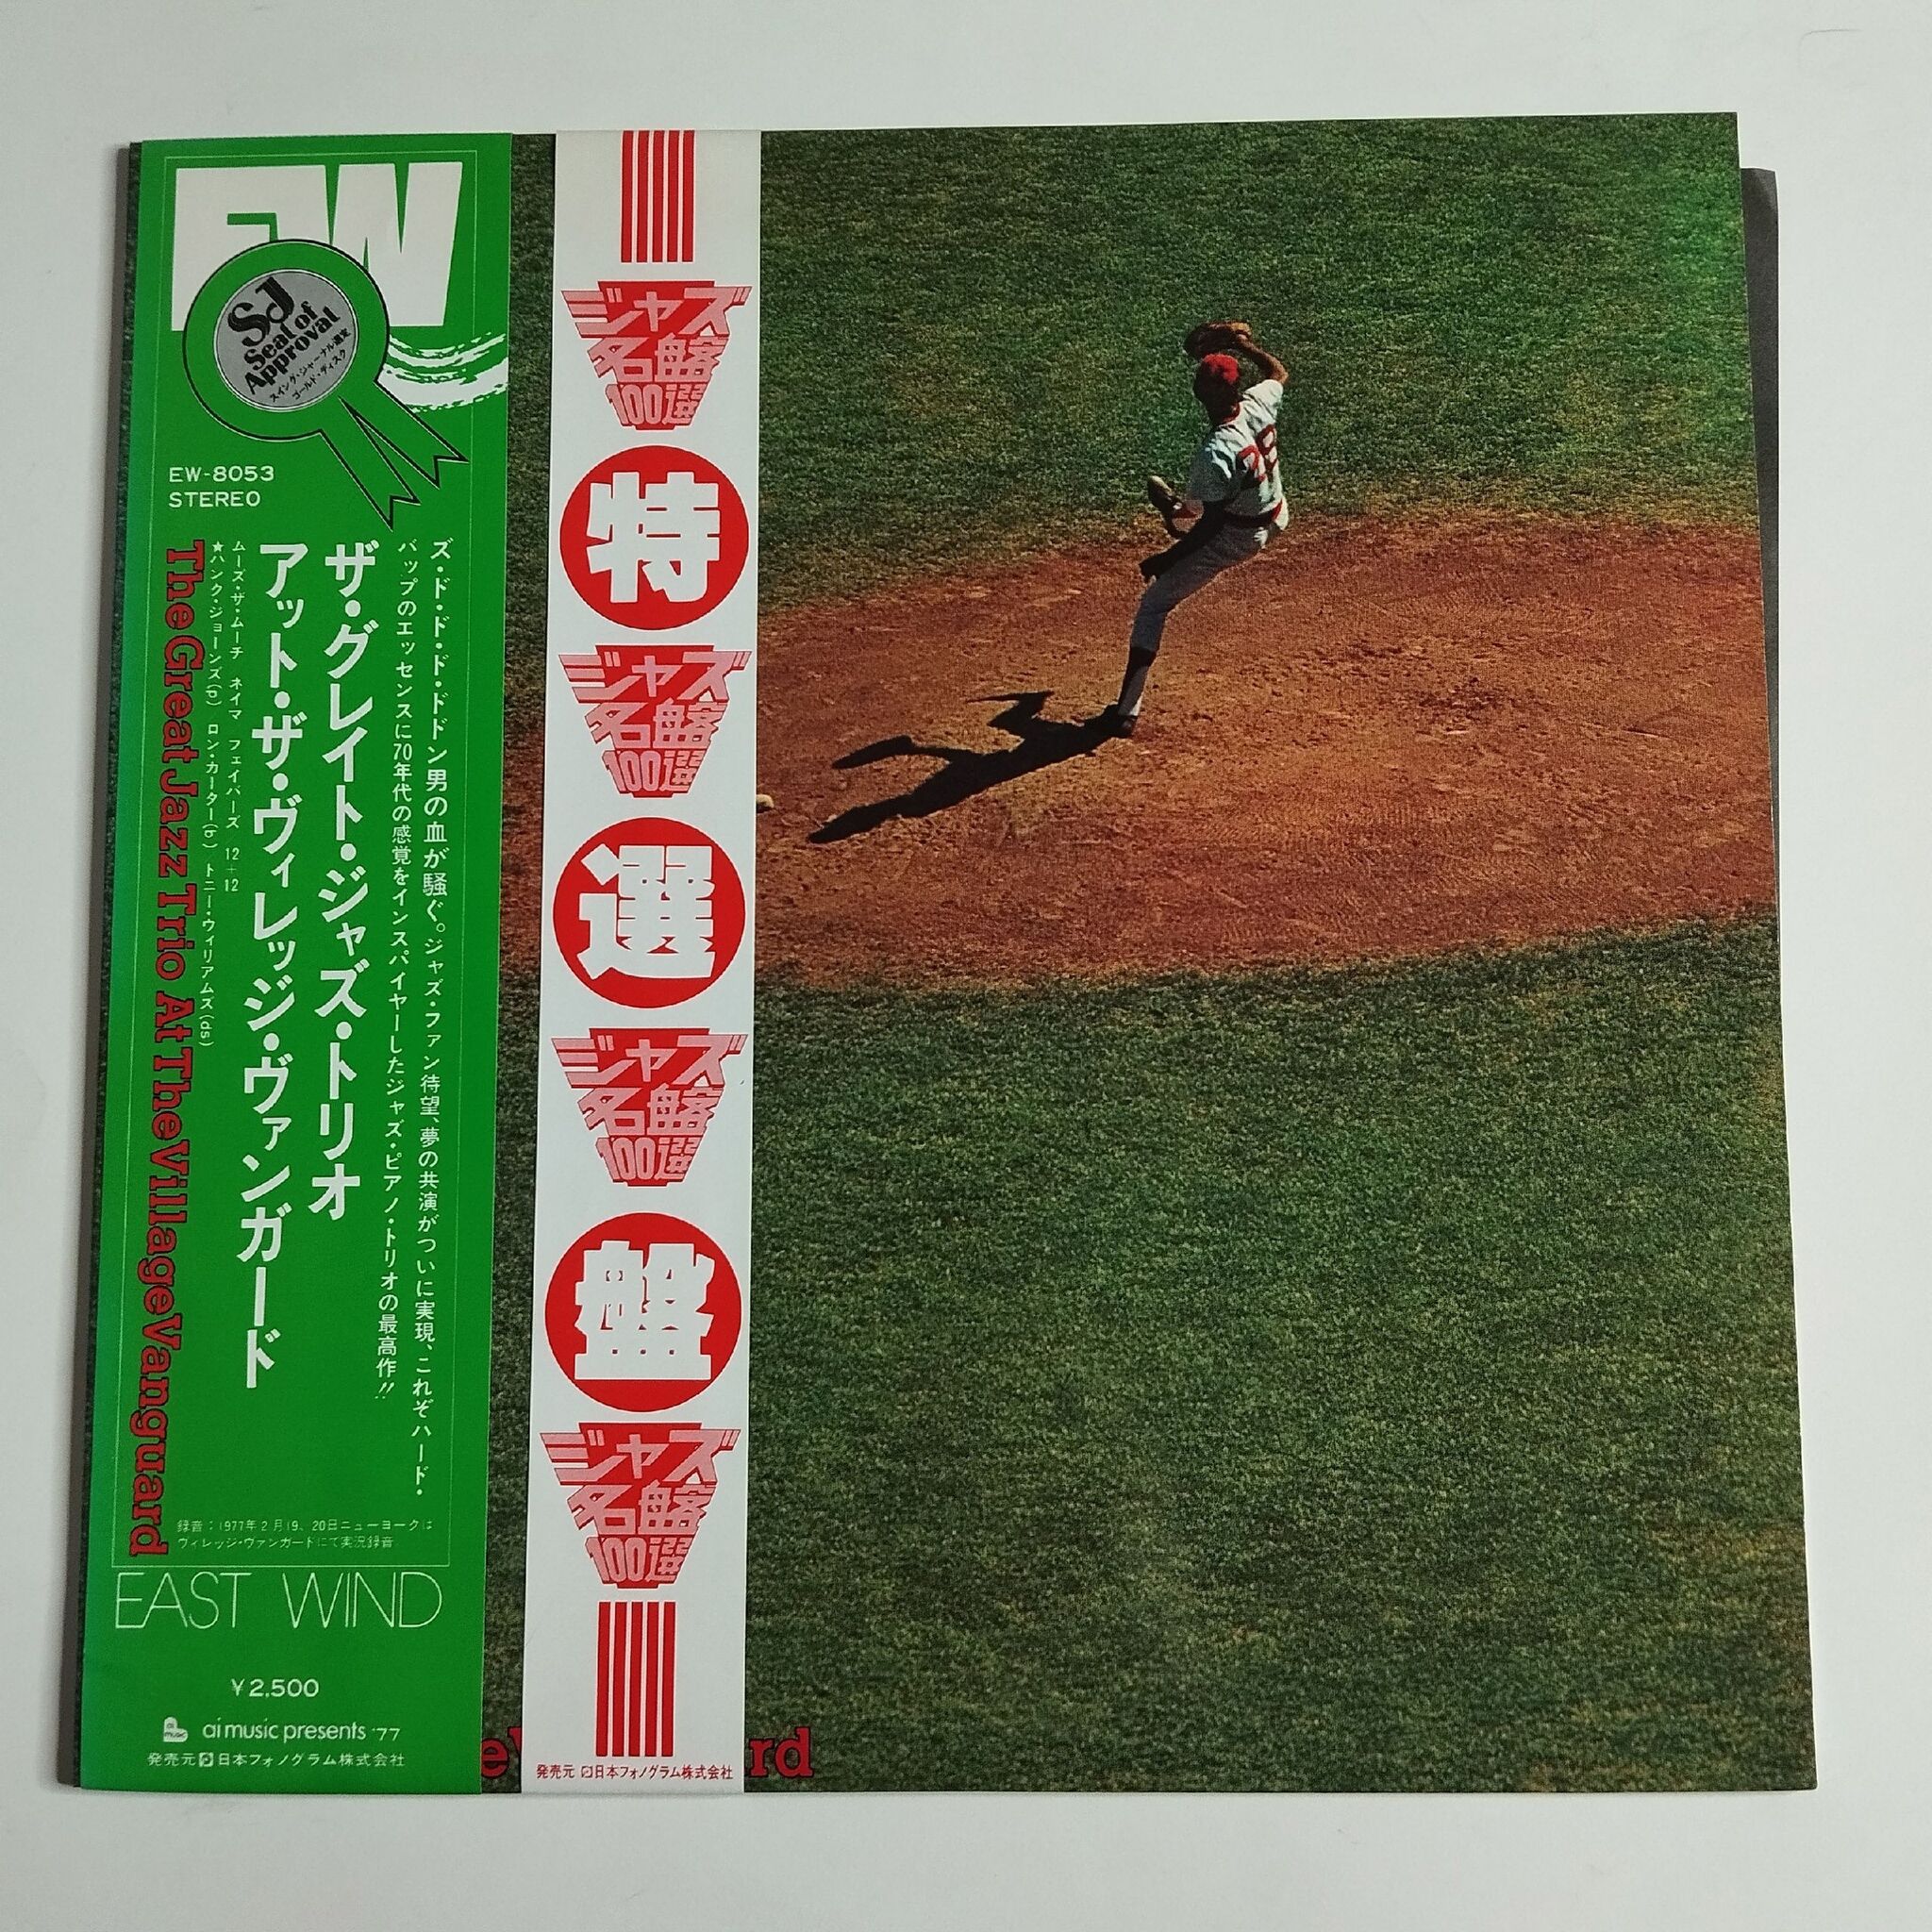 EW
SJ
Seal of
Approval
スイング・ジャーナル選定
ゴールド・ディスク
EW-8053
STEREO
ズ・ド・ド・ド・ドドン男の血が騒ぐ。ジャズ・ファン待望、夢の共演がついに実現、これぞハード・
バップのエッセンスに70年代の感覚をインスパイヤーしたジャズ・ピアノ・トリオの最高作!!
ザ・グレイト・ジャズ・トリオ
アット・ザ・ヴィレッジ・ヴァンガード
ムーズ・ザ・ムーチ ネイマ フェイバーズ 12+12
★ハンク・ジョーンズ(p) ロン・カーター(b) トニー・ウィリアムズ(ds)
The Great Jazz Trio At The Village Vanguard
録音:1977年2月19、20日ニューヨークは
ヴィレッジ・ヴァンガードにて実況録音
EAST WIND
¥2,500
ai music presents '77
発売元 日本フォノグラム株式会社
ジャズ
名盤
100選
特
ジャズ
名盤
100選
選
ジャズ
名盤
100選
盤
ジャズ
名盤
100選
発売元 日本フォノグラム株式会社
rd